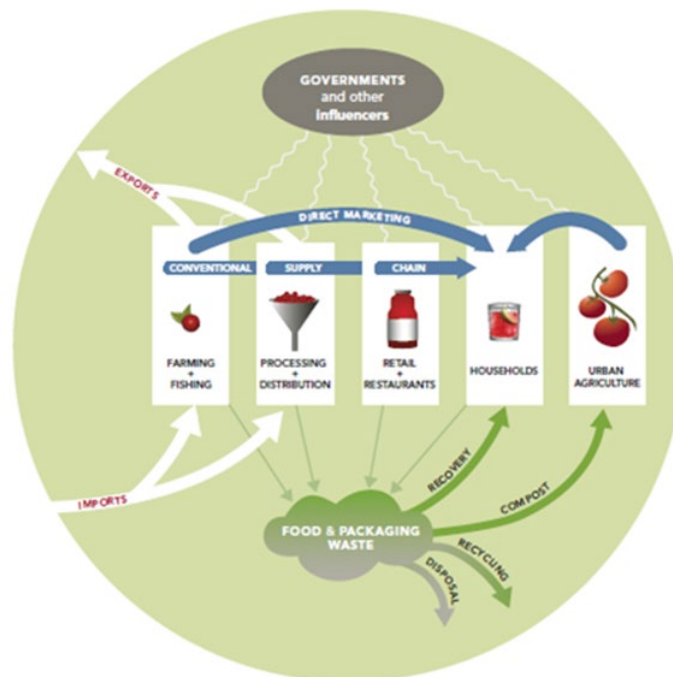 GOVERNMENTS
and other
influencers
EXPORTS
DIRECT MARKETING
CONVENTIONAL SUPPLY CHAIN
FARMING
+
FISHING
PROCESSING
+
DISTRIBUTION
RETAIL
+
RESTAURANTS
HOUSEHOLDS
URBAN
AGRICULTURE
IMPORTS
FOOD & PACKAGING
WASTE
RECOVERY
COMPOST
RECYCLING
DISPOSAL